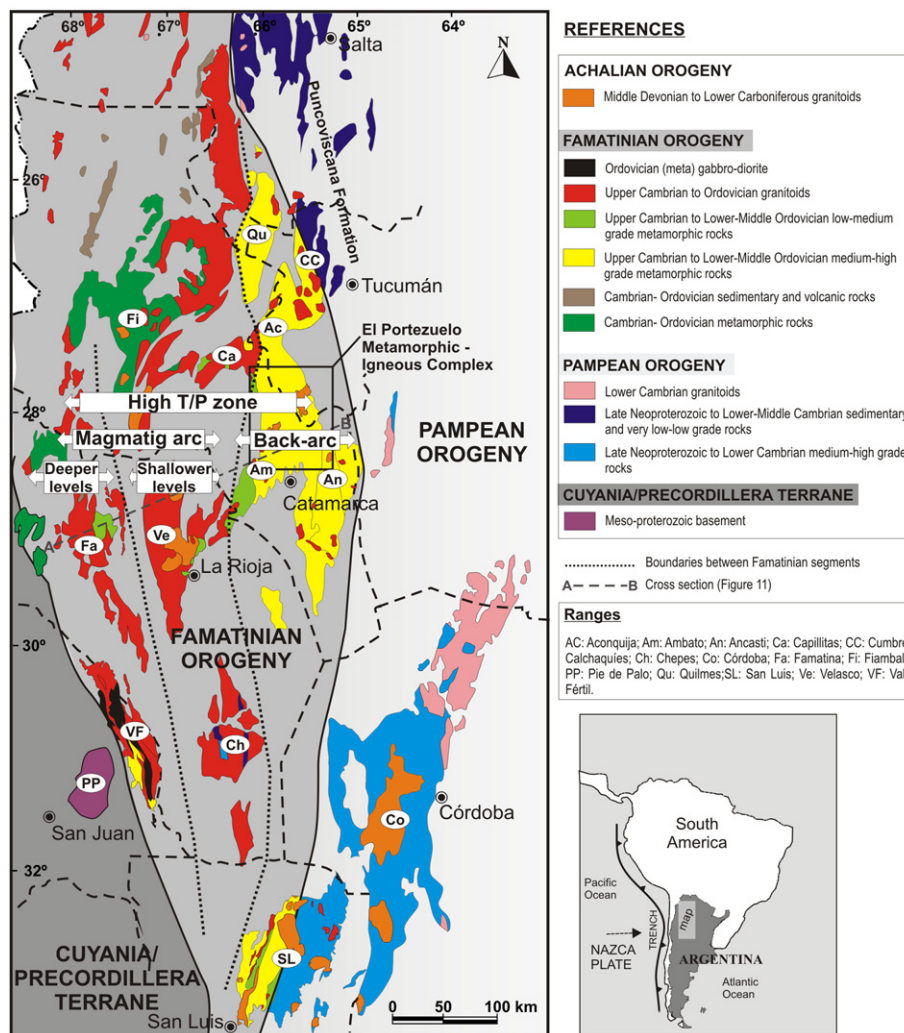 68°
67°
66°
65°
64°
N
Salta
Puncoviscana Formation
26°
Qu
CC
Tucumán
Fi
Ac
Ca
El Portezuelo
Metamorphic -
Igneous Complex
High T/P zone
28°
B
Magmatig arc
Back-arc
PAMPEAN
OROGENY
Deeper
levels
Shallower
levels
Am
An
Catamarca
A
Fa
Ve
La Rioja
30°
FAMATINIAN
OROGENY
VF
Ch
PP
San Juan
Co
Córdoba
32°
CUYANIA/
PRECORDILLERA
TERRANE
SL
San Luis
0 50 100 km
REFERENCES
ACHALIAN OROGENY
Middle Devonian to Lower Carboniferous granitoids
FAMATINIAN OROGENY
Ordovician (meta) gabbro-diorite
Upper Cambrian to Ordovician granitoids
Upper Cambrian to Lower-Middle Ordovician low-medium
grade metamorphic rocks
Upper Cambrian to Lower-Middle Ordovician medium-high
grade metamorphic rocks
Cambrian- Ordovician sedimentary and volcanic rocks
Cambrian- Ordovician metamorphic rocks
PAMPEAN OROGENY
Lower Cambrian granitoids
Late Neoproterozoic to Lower-Middle Cambrian sedimentary
and very low-low grade rocks
Late Neoproterozoic to Lower Cambrian medium-high grade
rocks
CUYANIA/PRECORDILLERA TERRANE
Meso-proterozoic basement
Boundaries between Famatinian segments
A B Cross section (Figure 11)
Ranges
AC: Aconquija; Am: Ambato; An: Ancasti; Ca: Capillitas; CC: Cumbre
Calchaquíes; Ch: Chepes; Co: Córdoba; Fa: Famatina; Fi: Fiambal
PP: Pie de Palo; Qu: Quilmes;SL: San Luis; Ve: Velasco; VF: Val
Fértil.
South
America
Pacific
Ocean
TRENCH
map
NAZCA
PLATE
ARGENTINA
Atlantic
Ocean